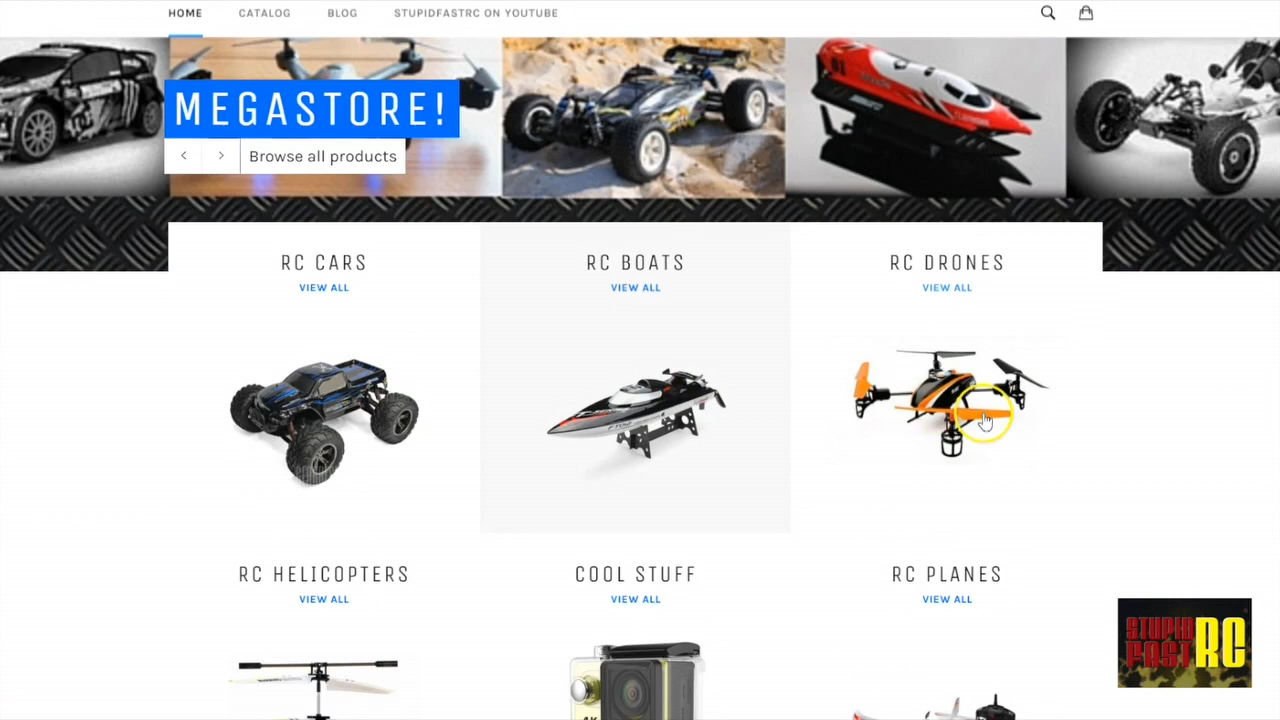 HOME CATALOG BLOG STUPIDFASTRC ON YOUTUBE
MEGASTORE!
Browse all products
RC CARS
VIEW ALL
RC BOATS
VIEW ALL
RC DRONES
VIEW ALL
RC HELICOPTERS
VIEW ALL
COOL STUFF
VIEW ALL
RC PLANES
VIEW ALL
4K
STUPID
FAST RC